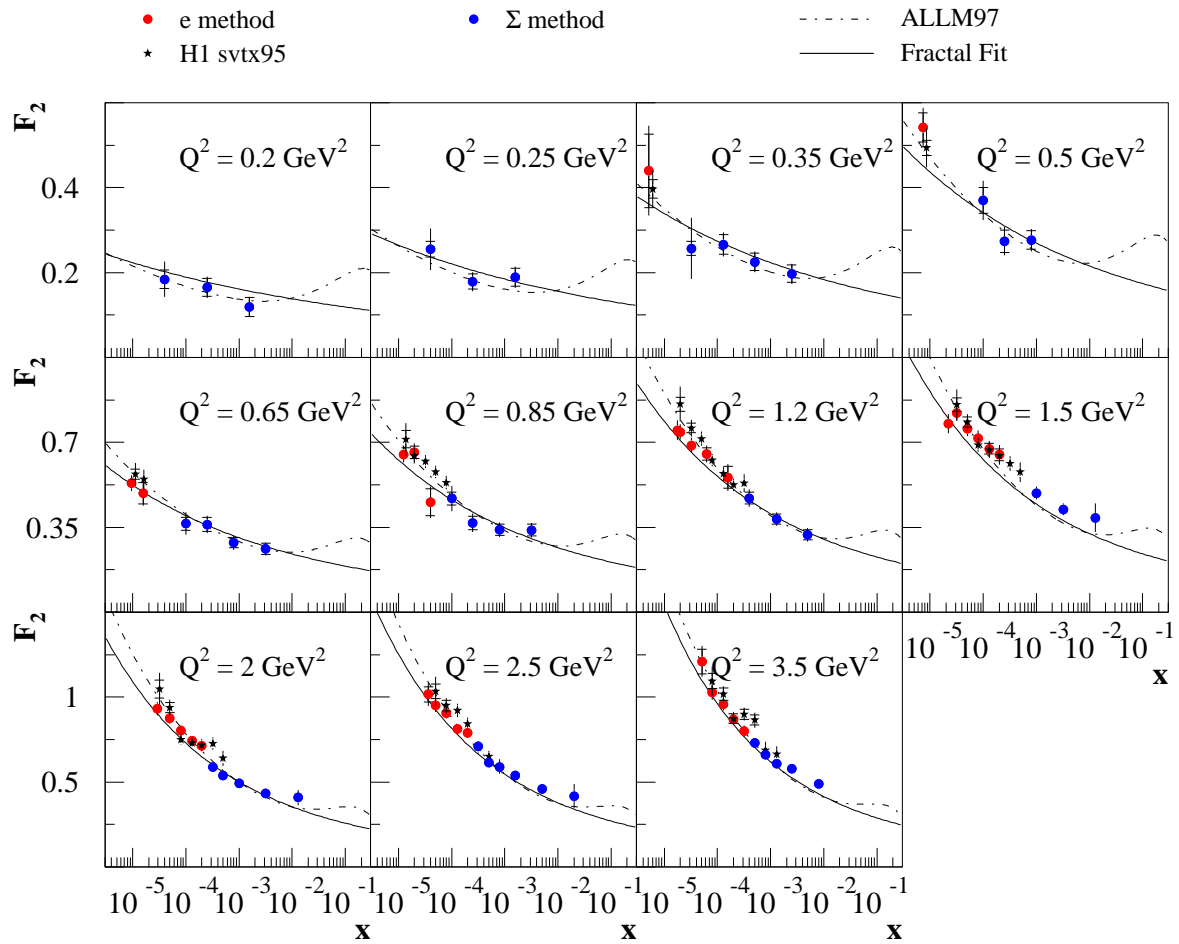 e method Σ method ALLM97
H1 svtx95 Fractal Fit
F₂
Q² = 0.2 GeV² Q² = 0.25 GeV² Q² = 0.35 GeV² Q² = 0.5 GeV²
0.4
0.2
F₂
Q² = 0.65 GeV² Q² = 0.85 GeV² Q² = 1.2 GeV² Q² = 1.5 GeV²
0.7
0.35
10⁻⁵ 10⁻⁴ 10⁻³ 10⁻² 10⁻¹
x
F₂
Q² = 2 GeV² Q² = 2.5 GeV² Q² = 3.5 GeV²
1
0.5
10⁻⁵ 10⁻⁴ 10⁻³ 10⁻² 10⁻¹ 10⁻⁵ 10⁻⁴ 10⁻³ 10⁻² 10⁻¹ 10⁻⁵ 10⁻⁴ 10⁻³ 10⁻² 10⁻¹
x x x